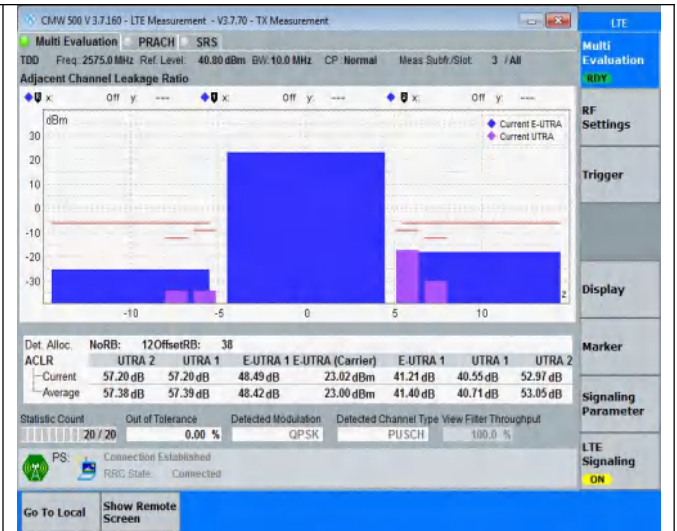 CMW 500 V 3.7.160 - LTE Measurement - V3.7.70 - TX Measurement
LTE
Multi Evaluation PRACH SRS
Multi
Evaluation
RDY
TDD Freq.: 2575.0 MHz Ref. Level: 40.80 dBm BW: 10.0 MHz CP: Normal Meas Subfr./Slot: 3 / All
Adjacent Channel Leakage Ratio
x: Off y: --- x: Off y: --- x: Off y: ---
dBm
Current E-UTRA
Current UTRA
RF
Settings
30
20
Trigger
10
0
-10
-20
-30
z
Display
-10 -5 0 5 10
Det. Alloc. NoRB: 12 OffsetRB: 38
Marker
ACLR UTRA 2 UTRA 1 E-UTRA 1 E-UTRA (Carrier) E-UTRA 1 UTRA 1 UTRA 2
Current 57.20 dB 57.20 dB 48.49 dB 23.02 dBm 41.21 dB 40.55 dB 52.97 dB
Average 57.38 dB 57.39 dB 48.42 dB 23.00 dBm 41.40 dB 40.71 dB 53.05 dB
Signaling
Parameter
Statistic Count Out of Tolerance Detected Modulation Detected Channel Type View Filter Throughput
20 / 20 0.00 % QPSK PUSCH 100.0 %
PS: Connection Established
RRC State: Connected
LTE
Signaling
ON
Go To Local
Show Remote
Screen